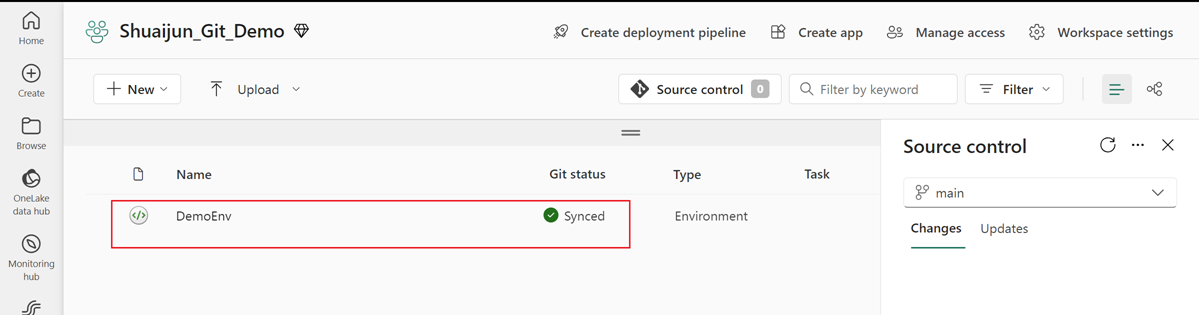 Home
Create
Browse
OneLake
data hub
Monitoring
hub
Shuaijun_Git_Demo
Create deployment pipeline
Create app
Manage access
Workspace settings
New
Upload
Source control 0
Filter by keyword
Filter
Name Git status Type Task
DemoEnv Synced Environment
Source control
main
Changes Updates